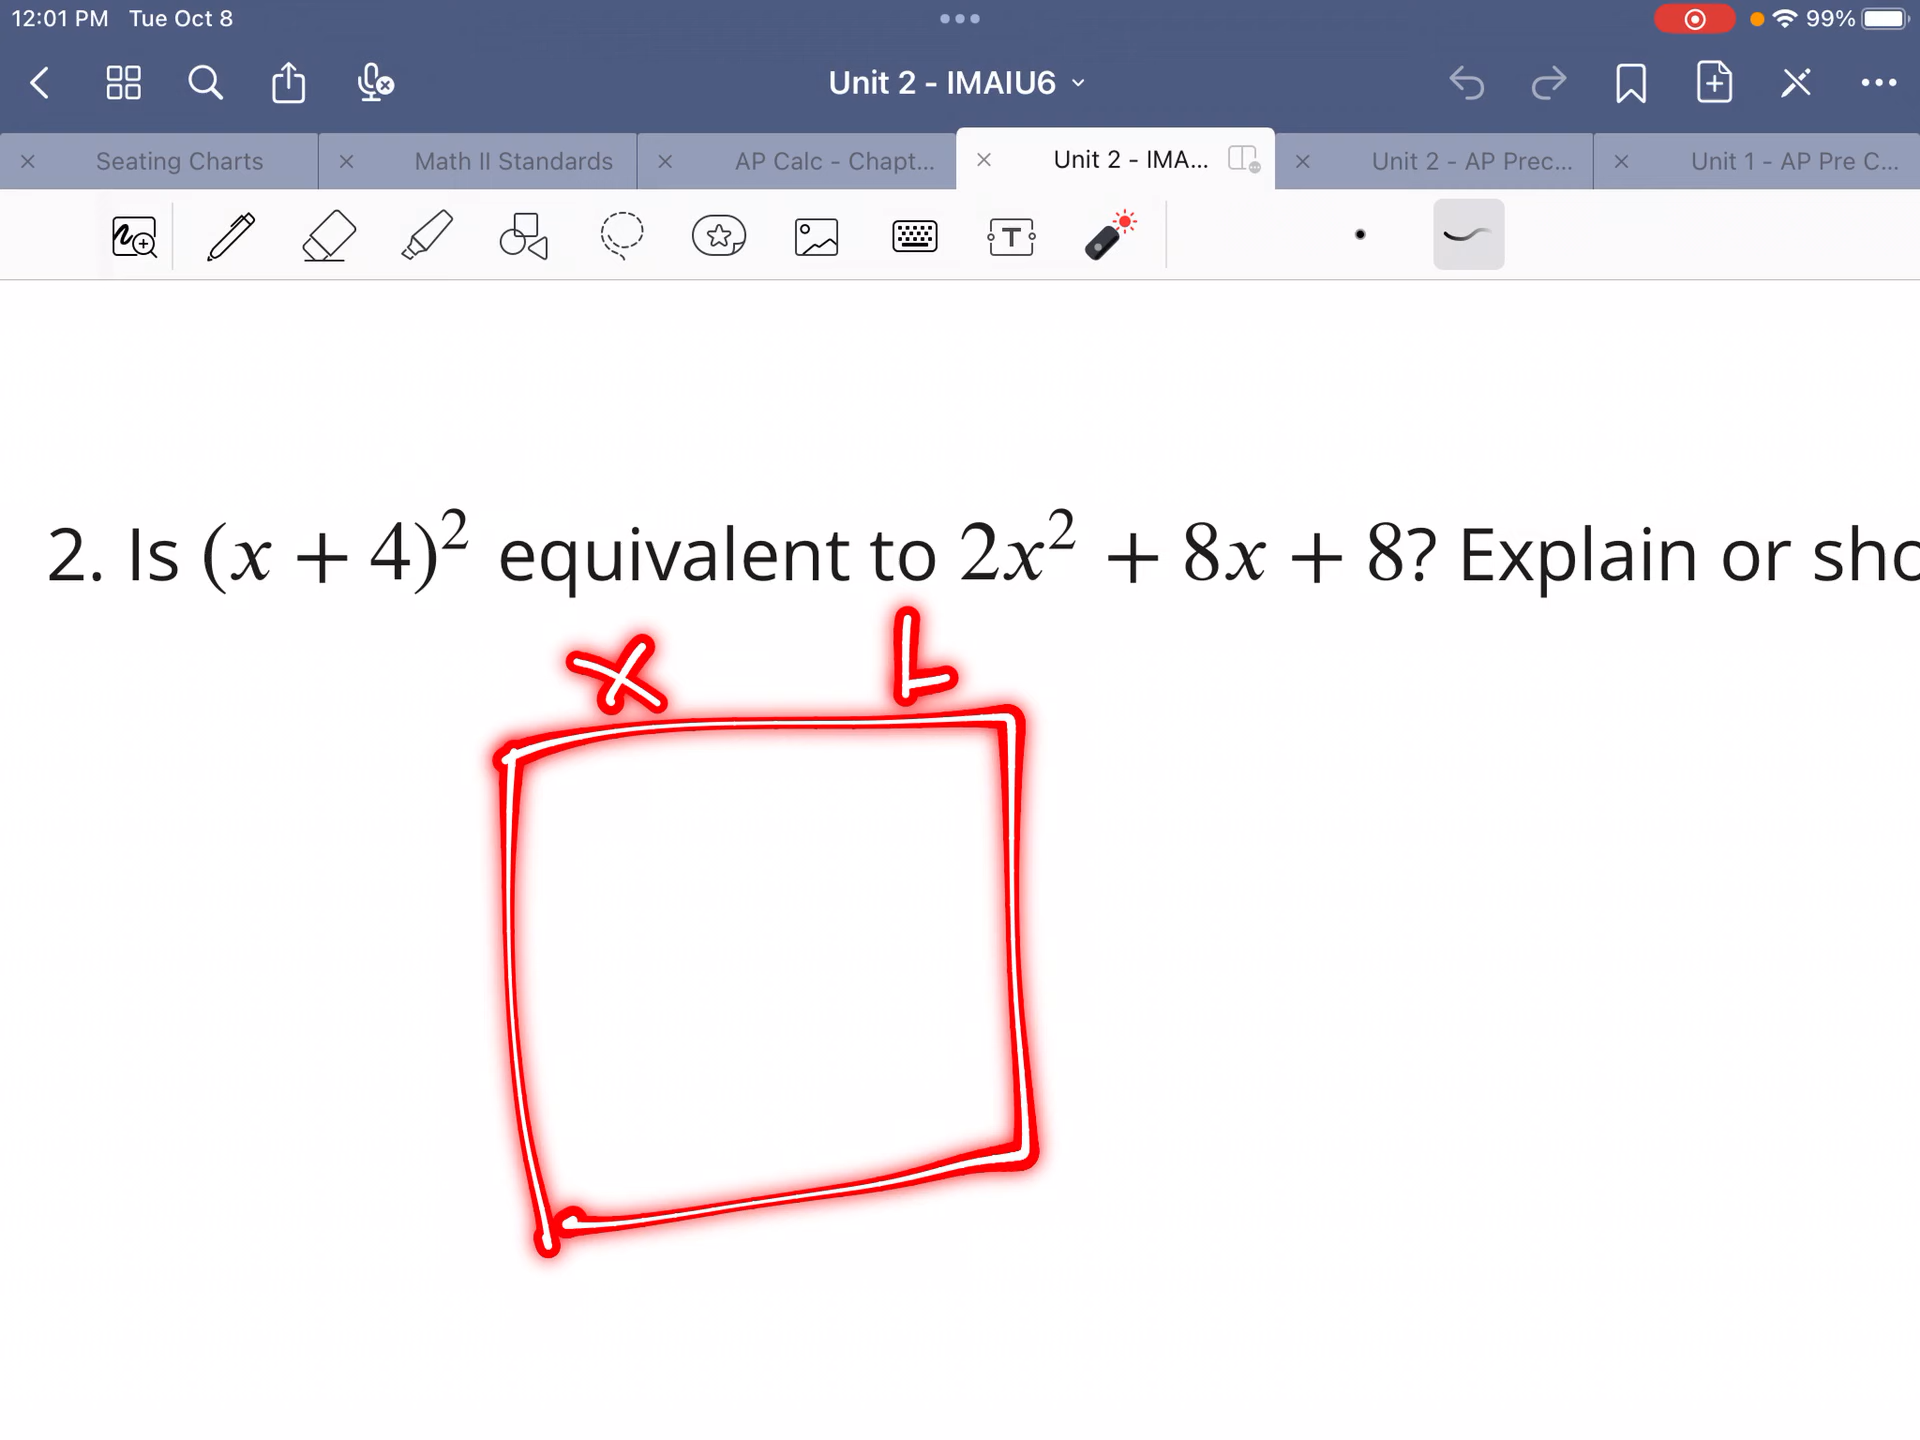 12:01 PM Tue Oct 8
99%
Unit 2 - IMAIU6
Seating Charts
Math II Standards
AP Calc - Chapt...
Unit 2 - IMA...
Unit 2 - AP Prec...
Unit 1 - AP Pre C...
T
2. Is (x + 4)² equivalent to 2x² + 8x + 8? Explain or sho
x L